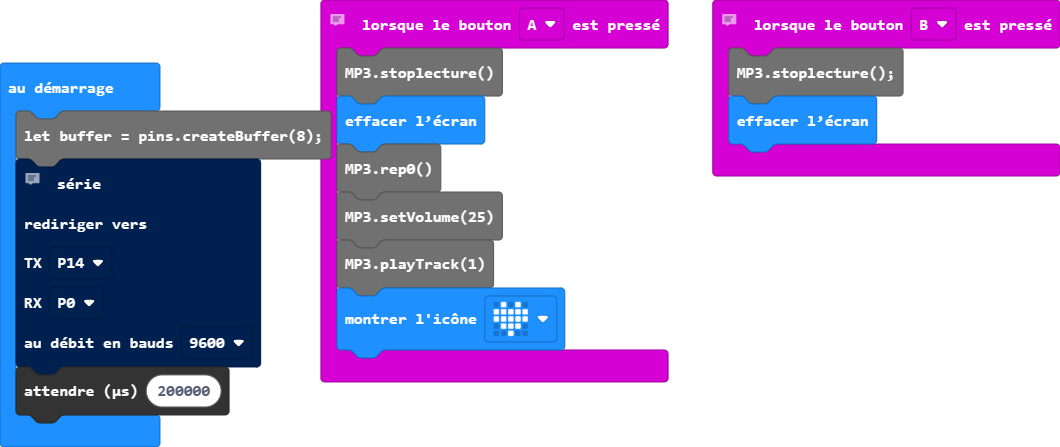 au démarrage
let buffer = pins.createBuffer(8);
série
rediriger vers
TX P14
RX P0
au débit en bauds 9600
attendre (µs) 200000
lorsque le bouton A est pressé
MP3.stoplecture()
effacer l’écran
MP3.rep0()
MP3.setVolume(25)
MP3.playTrack(1)
montrer l'icône
lorsque le bouton B est pressé
MP3.stoplecture();
effacer l’écran